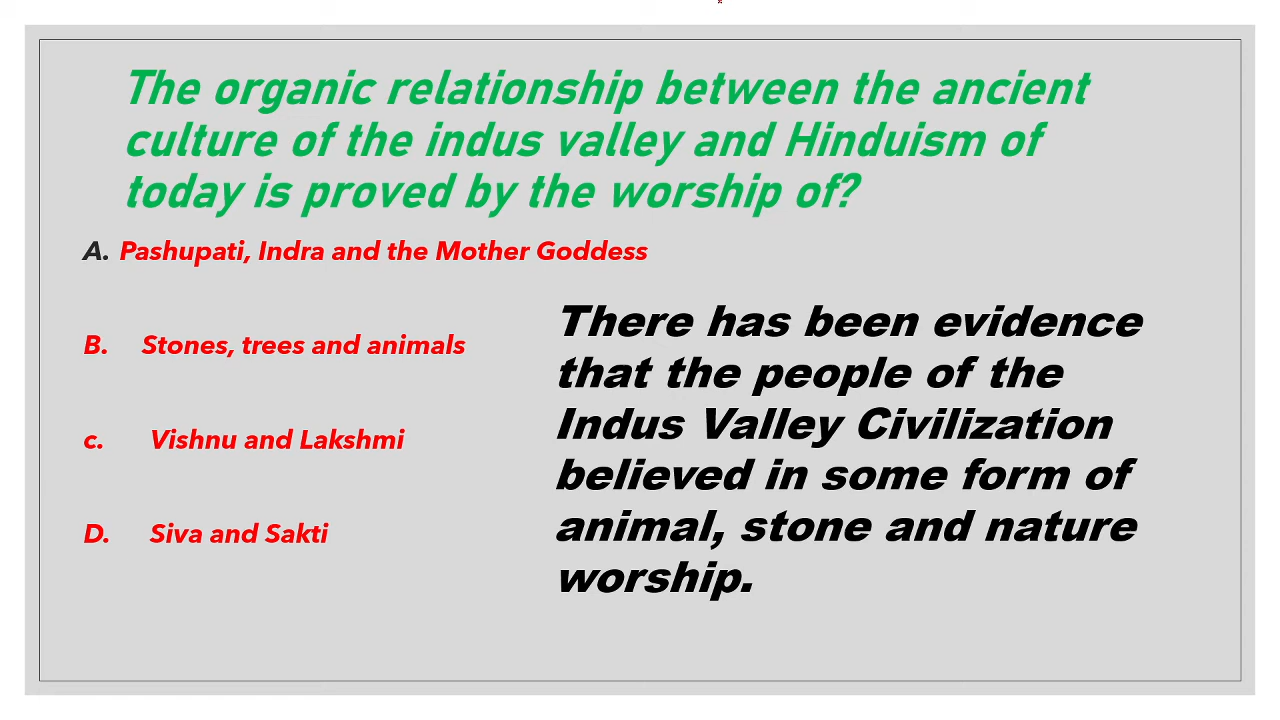 The organic relationship between the ancient
culture of the indus valley and Hinduism of
today is proved by the worship of?
A. Pashupati, Indra and the Mother Goddess
B. Stones, trees and animals
c. Vishnu and Lakshmi
D. Siva and Sakti
There has been evidence
that the people of the
Indus Valley Civilization
believed in some form of
animal, stone and nature
worship.